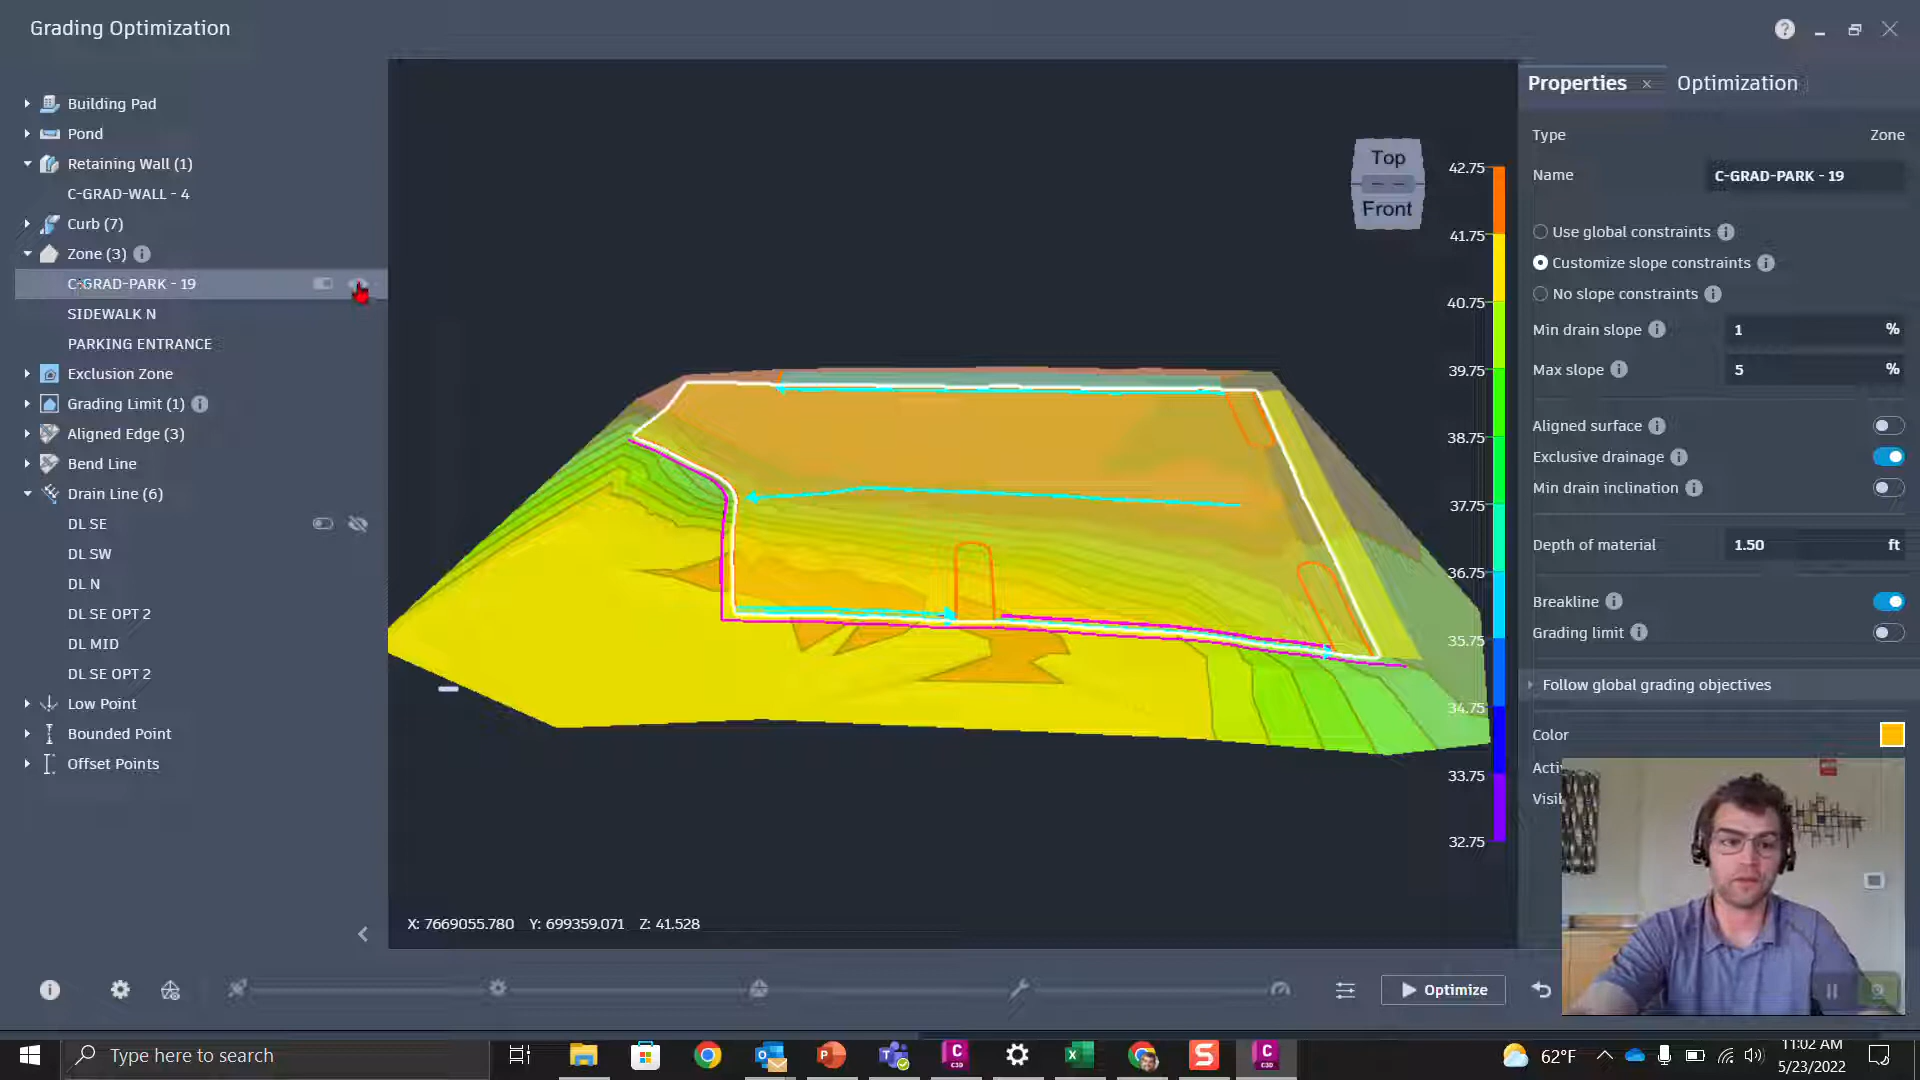 Grading Optimization
Building Pad
Pond
Retaining Wall (1)
C-GRAD-WALL - 4
Curb (7)
Zone (3)
C-GRAD-PARK - 19
SIDEWALK N
PARKING ENTRANCE
Exclusion Zone
Grading Limit (1)
Aligned Edge (3)
Bend Line
Drain Line (6)
DL SE
DL SW
DL N
DL SE OPT 2
DL MID
DL SE OPT 2
Low Point
Bounded Point
Offset Points
Top
Front
42.75
41.75
40.75
39.75
38.75
37.75
36.75
35.75
34.75
33.75
32.75
X: 7669055.780 Y: 699359.071 Z: 41.528
Properties × Optimization
Type Zone
Name C-GRAD-PARK - 19
Use global constraints
Customize slope constraints
No slope constraints
Min drain slope 1 %
Max slope 5 %
Aligned surface
Exclusive drainage
Min drain inclination
Depth of material 1.50 ft
Breakline
Grading limit
Follow global grading objectives
Color
Acti
Visib
Optimize
Type here to search
62°F
11:02 AM
5/23/2022